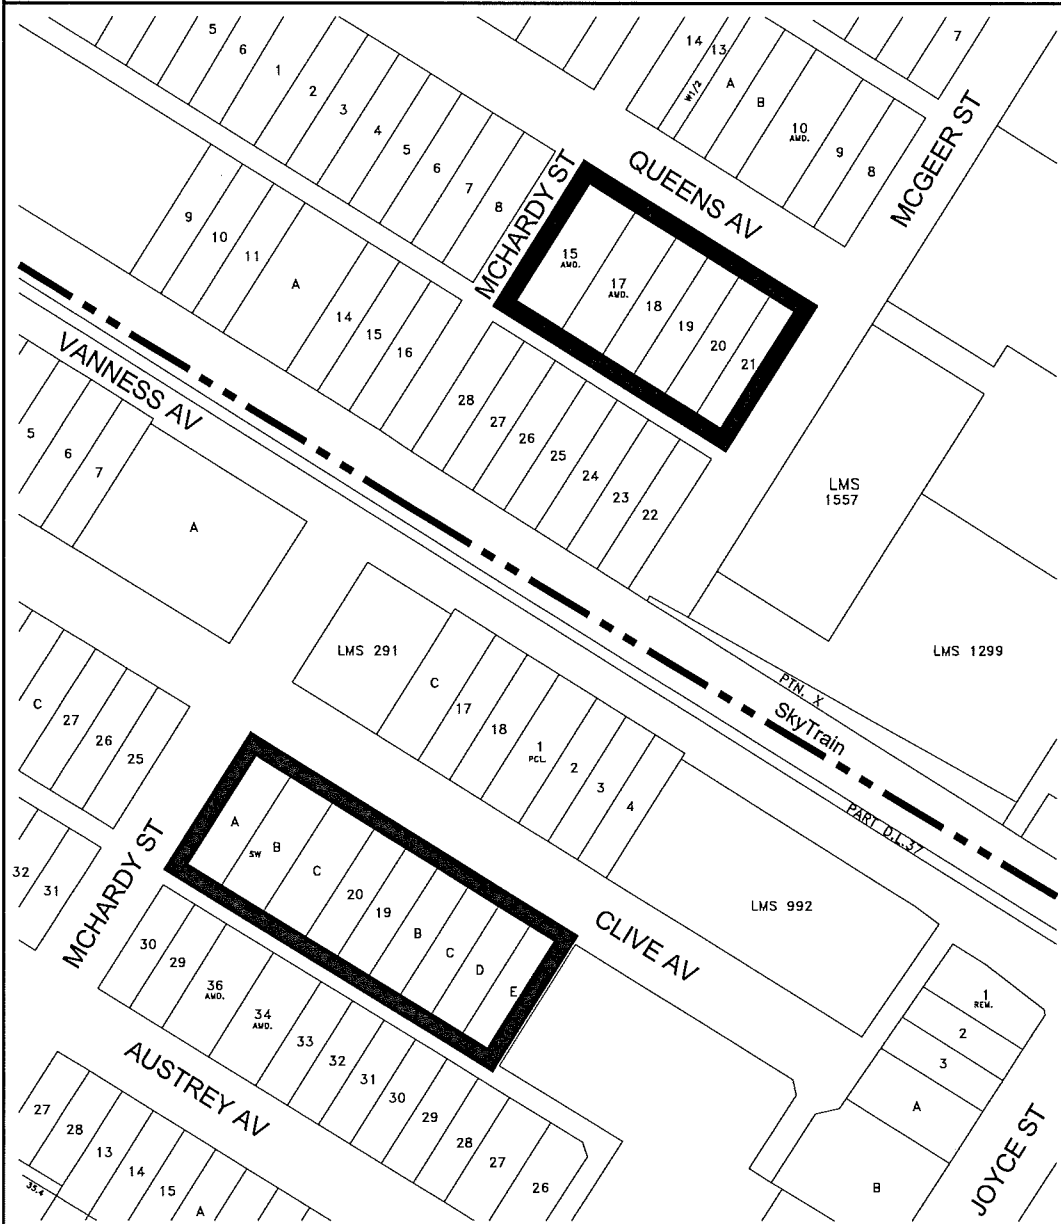 5
6
1
2
3
4
5
6
7
8
14
13
W1/2
A
B
10
AMD.
9
8
7
MCGEER ST
QUEENS AV
MCHARDY ST
9
10
11
A
14
15
16
15
AMD.
17
AMD.
18
19
20
21
VANNESS AV
5
6
7
A
28
27
26
25
24
23
22
LMS
1557
LMS 1299
PTN. X
SkyTrain
PART D.L.37
LMS 291
C
17
18
1
PCL.
2
3
4
LMS 992
C
27
26
25
A
SW
B
C
20
19
B
C
D
E
CLIVE AV
MCHARDY ST
32
31
30
29
36
AMD.
34
AMD.
33
32
31
30
29
28
27
26
1
REM.
2
3
A
B
JOYCE ST
AUSTREY AV
27
28
13
14
15
A
35.4